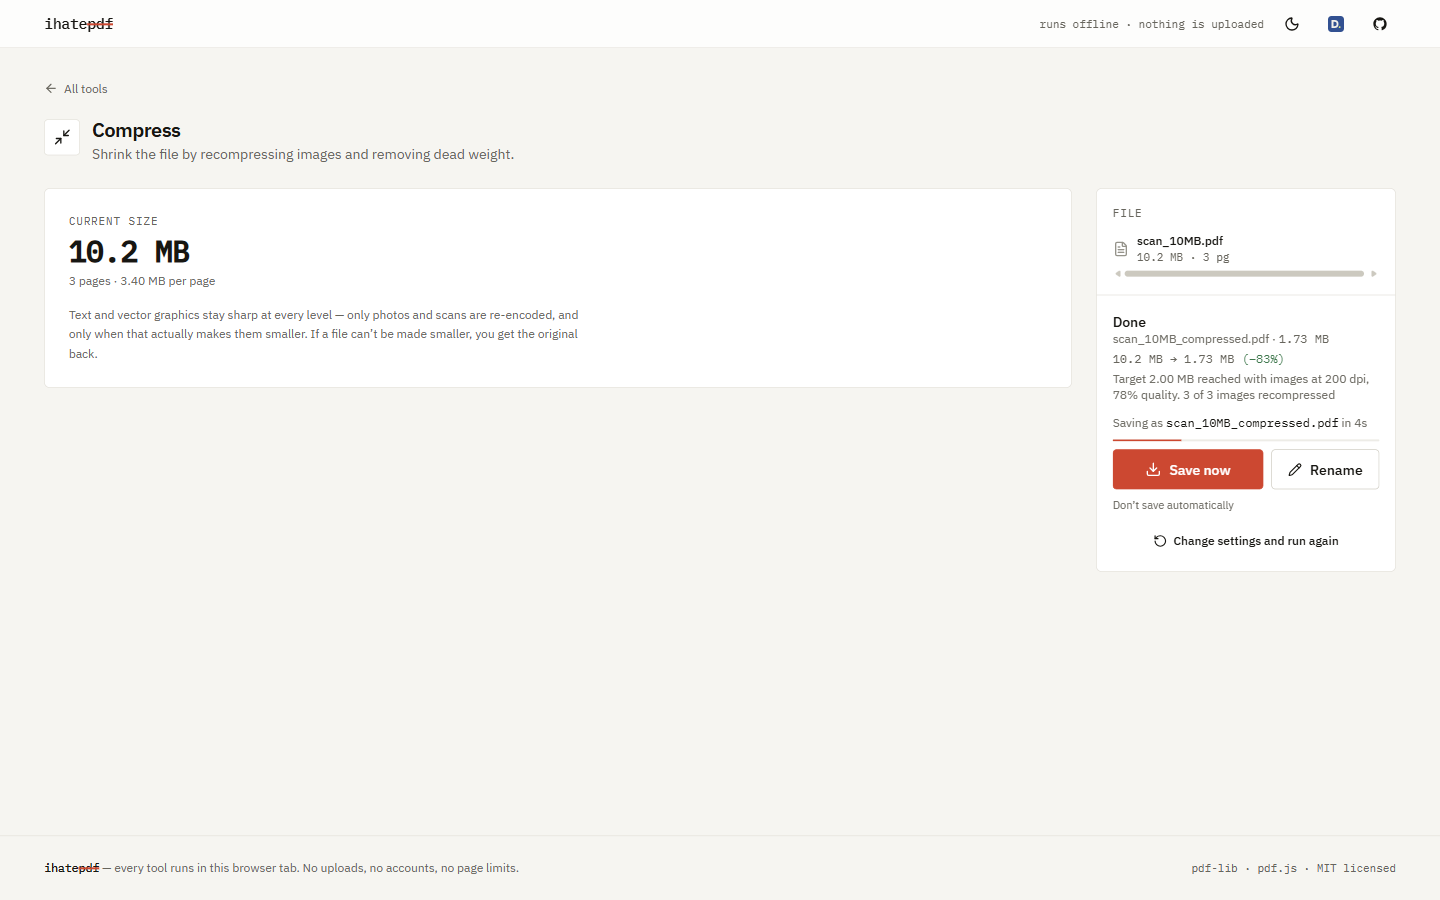 ihatepdf
runs offline · nothing is uploaded
D.
All tools
Compress
Shrink the file by recompressing images and removing dead weight.
CURRENT SIZE
10.2 MB
3 pages · 3.40 MB per page
Text and vector graphics stay sharp at every level — only photos and scans are re-encoded, and
only when that actually makes them smaller. If a file can’t be made smaller, you get the original
back.
FILE
scan_10MB.pdf
10.2 MB · 3 pg
Done
scan_10MB_compressed.pdf · 1.73 MB
10.2 MB → 1.73 MB (−83%)
Target 2.00 MB reached with images at 200 dpi,
78% quality. 3 of 3 images recompressed
Saving as scan_10MB_compressed.pdf in 4s
Save now
Rename
Don’t save automatically
Change settings and run again
ihatepdf — every tool runs in this browser tab. No uploads, no accounts, no page limits.
pdf-lib · pdf.js · MIT licensed